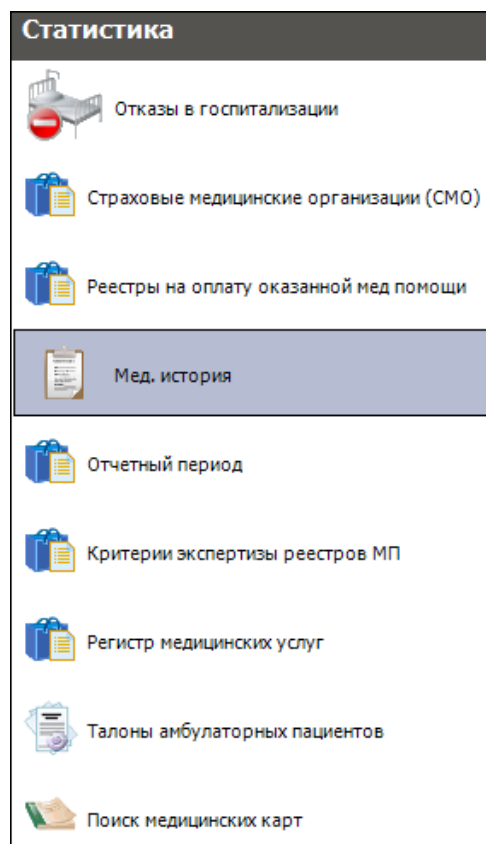 Статистика
Отказы в госпитализации
Страховые медицинские организации (СМО)
Реестры на оплату оказанной мед помощи
Мед. история
Отчетный период
Критерии экспертизы реестров МП
Регистр медицинских услуг
Талоны амбулаторных пациентов
Поиск медицинских карт